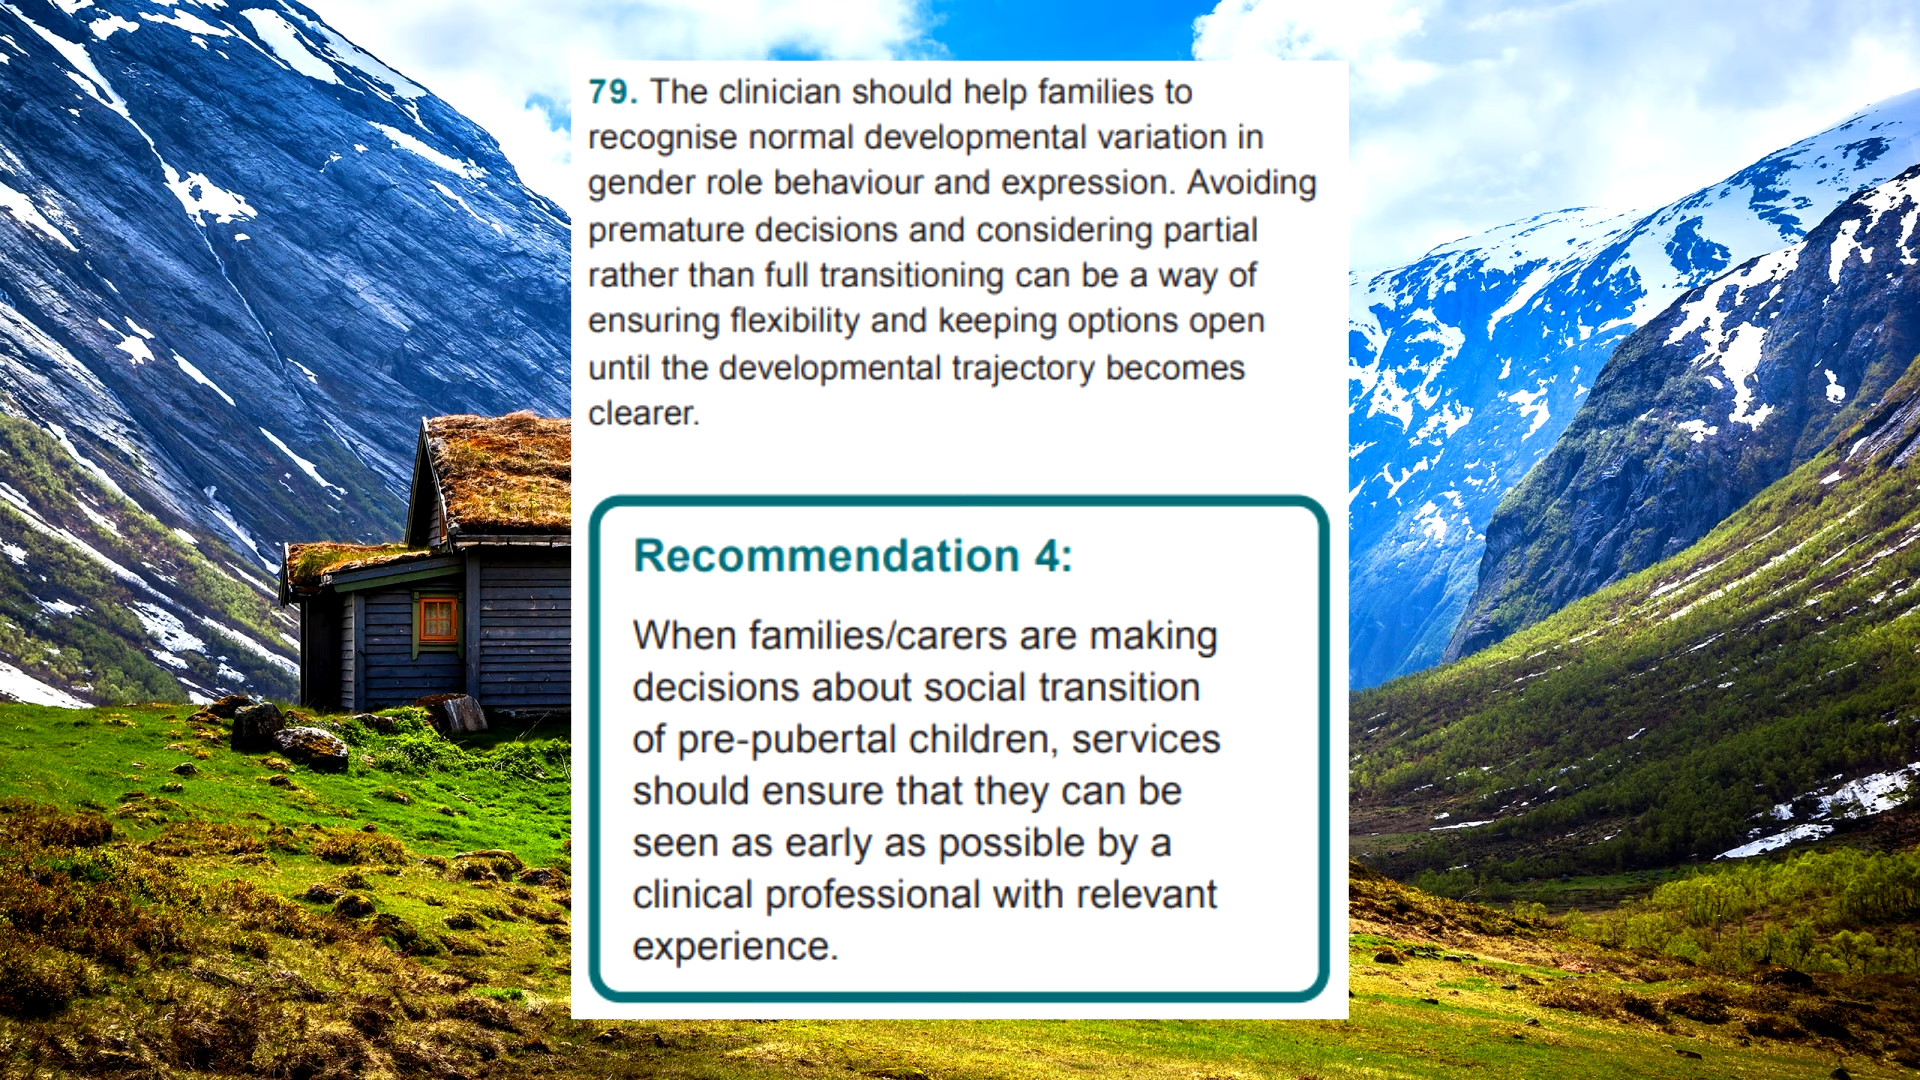 79. The clinician should help families to
recognise normal developmental variation in
gender role behaviour and expression. Avoiding
premature decisions and considering partial
rather than full transitioning can be a way of
ensuring flexibility and keeping options open
until the developmental trajectory becomes
clearer.
Recommendation 4:
When families/carers are making
decisions about social transition
of pre-pubertal children, services
should ensure that they can be
seen as early as possible by a
clinical professional with relevant
experience.